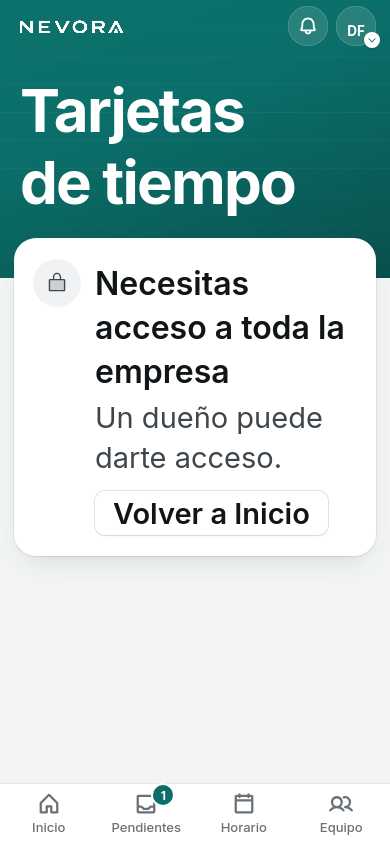 NEVORA
DF
Tarjetas
de tiempo
Necesitas
acceso a toda la
empresa
Un dueño puede
darte acceso.
Volver a Inicio
1
Inicio
Pendientes
Horario
Equipo